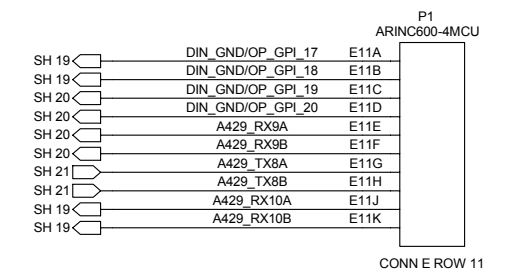 P1
ARINC600-4MCU
SH 19 DIN_GND/OP_GPI_17 E11A
SH 19 DIN_GND/OP_GPI_18 E11B
SH 20 DIN_GND/OP_GPI_19 E11C
SH 20 DIN_GND/OP_GPI_20 E11D
SH 20 A429_RX9A E11E
SH 20 A429_RX9B E11F
SH 21 A429_TX8A E11G
SH 21 A429_TX8B E11H
SH 19 A429_RX10A E11J
SH 19 A429_RX10B E11K
CONN E ROW 11